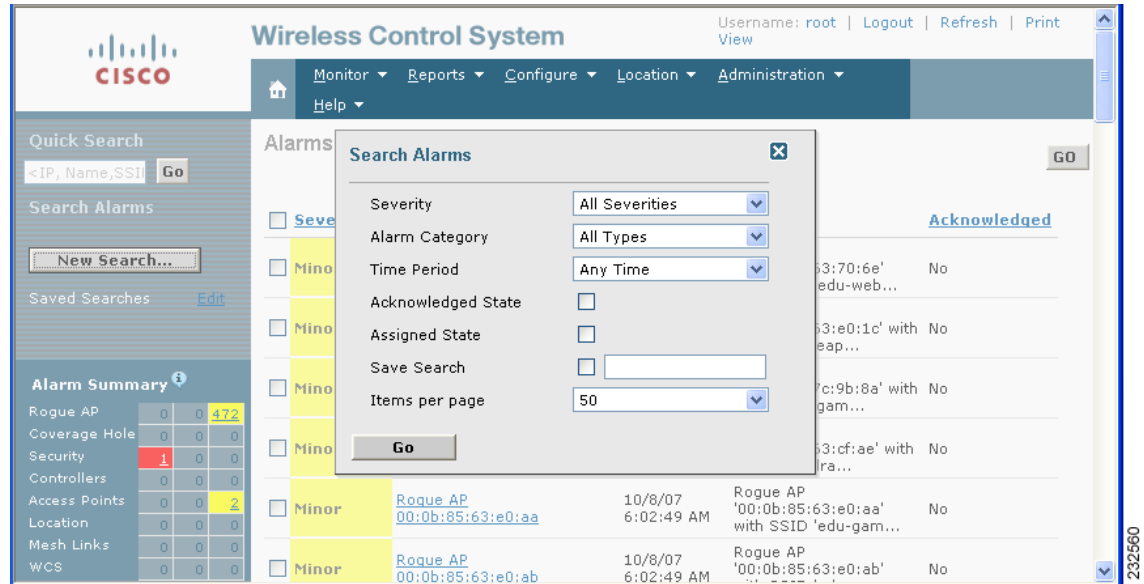 Username: root | Logout | Refresh | Print
View
Wireless Control System
CISCO
Monitor Reports Configure Location Administration
Help
Quick Search
<IP, Name,SSI
Go
Search Alarms
New Search...
Saved Searches Edit
Alarm Summary
Rogue AP 0 0 472
Coverage Hole 0 0 0
Security 1 0 0
Controllers 0 0 0
Access Points 0 0 2
Location 0 0 0
Mesh Links 0 0 0
WCS 0 0 0
Alarms
GO
Search Alarms
Severity All Severities
Alarm Category All Types
Time Period Any Time
Acknowledged State
Assigned State
Save Search
Items per page 50
Go
Seve Acknowledged
Mino 53:70:6e' No
edu-web...
Mino 53:e0:1c' with No
eap...
Mino 7c:9b:8a' with No
gam...
Mino 53:cf:ae' with No
lra...
Minor Rogue AP 00:0b:85:63:e0:aa 10/8/07 6:02:49 AM Rogue AP '00:0b:85:63:e0:aa' with SSID 'edu-gam... No
Minor Rogue AP 00:0b:85:63:e0:ab 10/8/07 6:02:49 AM Rogue AP '00:0b:85:63:e0:ab' No
232560